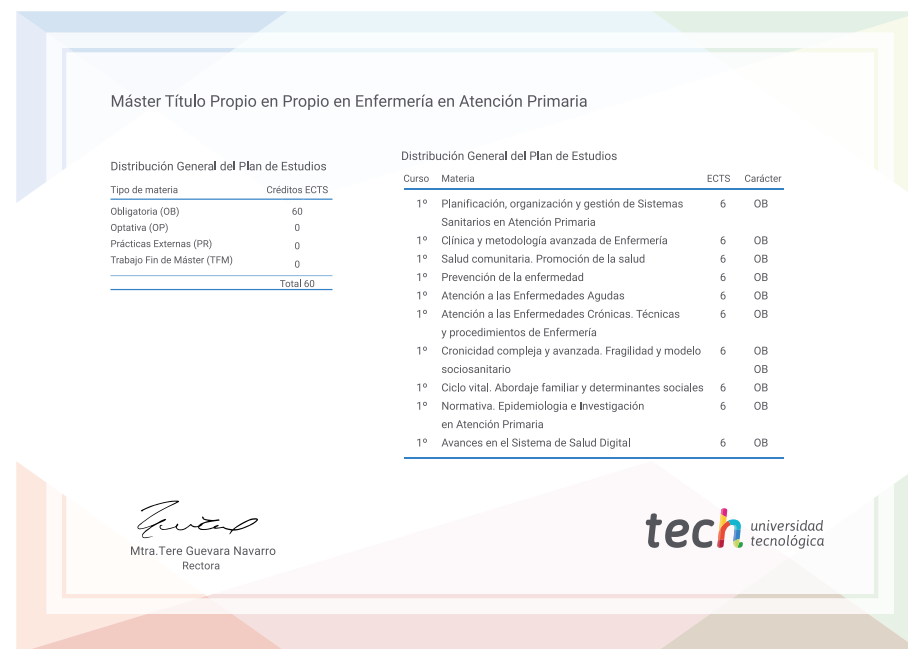 Máster Título Propio en Propio en Enfermería en Atención Primaria
Distribución General del Plan de Estudios
Tipo de materia Créditos ECTS
Obligatoria (OB) 60
Optativa (OP) 0
Prácticas Externas (PR) 0
Trabajo Fin de Máster (TFM) 0
Total 60
Distribución General del Plan de Estudios
Curso Materia ECTS Carácter
1º Planificación, organización y gestión de Sistemas 6 OB
Sanitarios en Atención Primaria
1º Clínica y metodología avanzada de Enfermería 6 OB
1º Salud comunitaria. Promoción de la salud 6 OB
1º Prevención de la enfermedad 6 OB
1º Atención a las Enfermedades Agudas 6 OB
1º Atención a las Enfermedades Crónicas. Técnicas 6 OB
y procedimientos de Enfermería
1º Cronicidad compleja y avanzada. Fragilidad y modelo 6 OB
sociosanitario OB
1º Ciclo vital. Abordaje familiar y determinantes sociales 6 OB
1º Normativa. Epidemiologia e Investigación 6 OB
en Atención Primaria
1º Avances en el Sistema de Salud Digital 6 OB
Mtra.Tere Guevara Navarro
Rectora
tech universidad
tecnológica